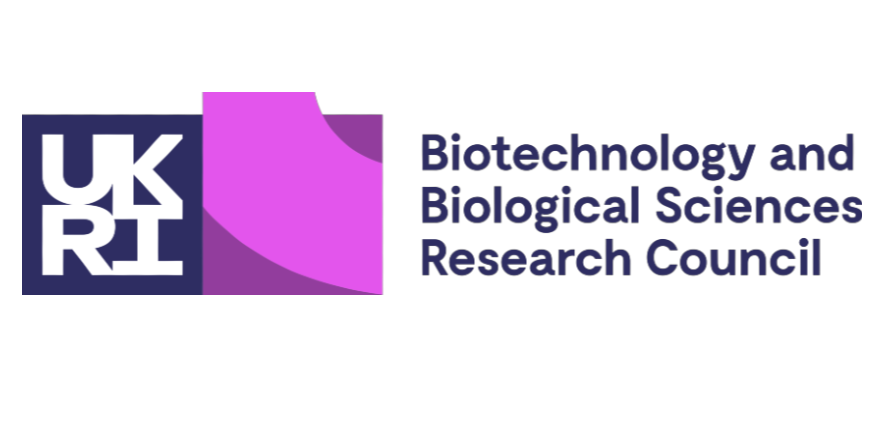 UK
RI
Biotechnology and
Biological Sciences
Research Council